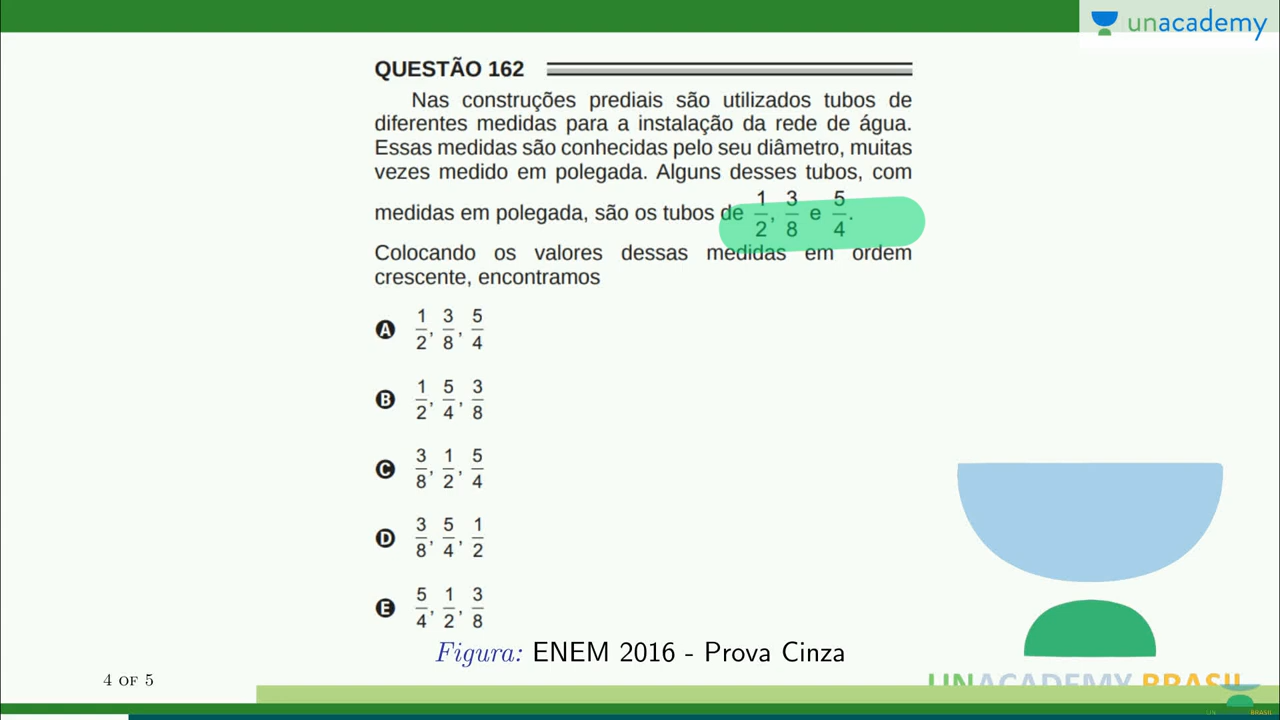 unacademy
QUESTÃO 162
Nas construções prediais são utilizados tubos de
diferentes medidas para a instalação da rede de água.
Essas medidas são conhecidas pelo seu diâmetro, muitas
vezes medido em polegada. Alguns desses tubos, com
medidas em polegada, são os tubos de 1/2, 3/8 e 5/4.
Colocando os valores dessas medidas em ordem
crescente, encontramos
A 1/2, 3/8, 5/4
B 1/2, 5/4, 3/8
C 3/8, 1/2, 5/4
D 3/8, 5/4, 1/2
E 5/4, 1/2, 3/8
Figura: ENEM 2016 - Prova Cinza
4 OF 5
UNACADEMY BRASIL
UN BRASIL